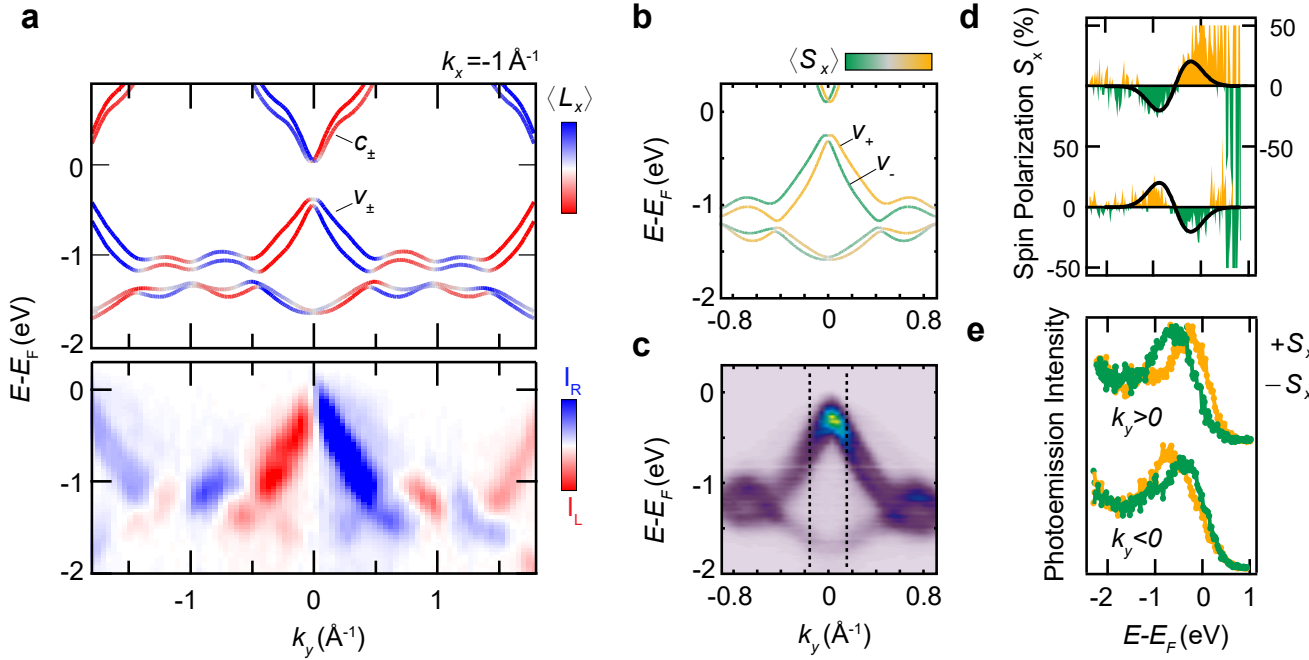 a
k_x=-1 Å⁻¹
⟨L_x⟩
c_±
v_±
0
-1
-2
E-E_F (eV)
I_R
I_L
0
-1
-2
-1
0
1
k_y (Å⁻¹)
b
⟨S_x⟩
v_+
v_-
0
-1
-2
E-E_F (eV)
-0.8
0
0.8
c
0
-1
-2
E-E_F (eV)
-0.8
0
0.8
k_y (Å⁻¹)
d
Spin Polarization S_x (%)
50
0
-50
50
0
-50
e
+S_x
−S_x
k_y>0
k_y<0
Photoemission Intensity
-2
-1
0
1
E-E_F (eV)